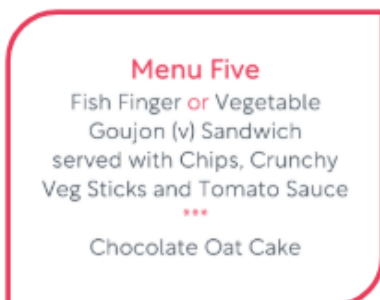 Menu Five
Fish Finger or Vegetable
Goujon (v) Sandwich
served with Chips, Crunchy
Veg Sticks and Tomato Sauce
***
Chocolate Oat Cake